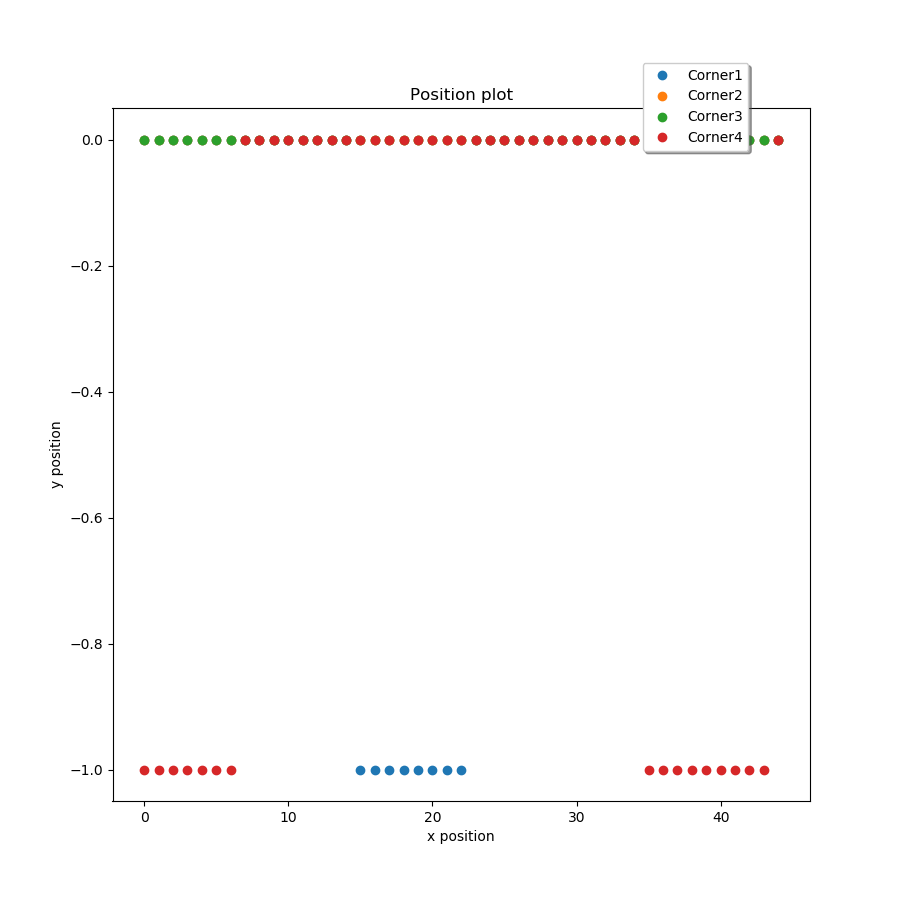 Position plot
Corner1
Corner2
Corner3
Corner4
0.0
−0.2
−0.4
−0.6
−0.8
−1.0
y position
0 10 20 30 40
x position